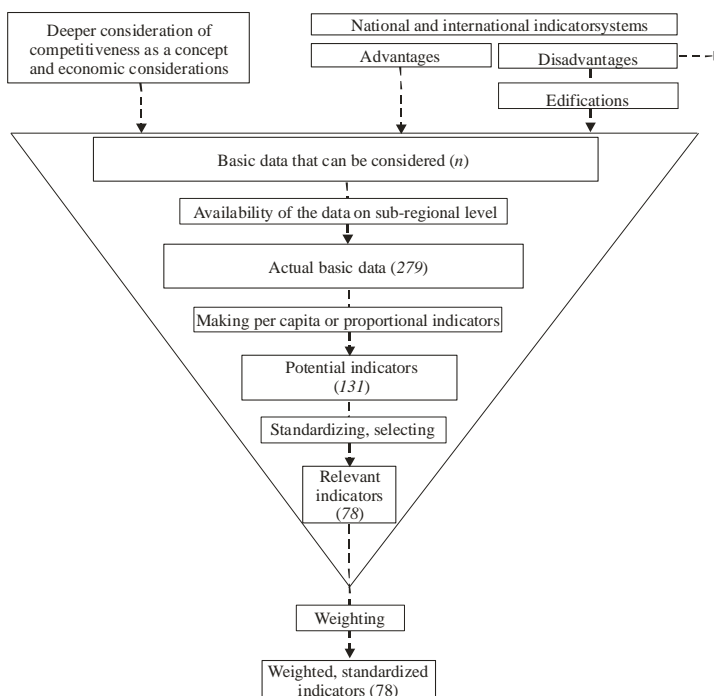 Deeper consideration of
competitiveness as a concept
and economic considerations
National and international indicatorsystems
Advantages
Disadvantages
Edifications
Basic data that can be considered (n)
Availability of the data on sub-regional level
Actual basic data (279)
Making per capita or proportional indicators
Potential indicators
(131)
Standardizing, selecting
Relevant
indicators
(78)
Weighting
Weighted, standardized
indicators (78)